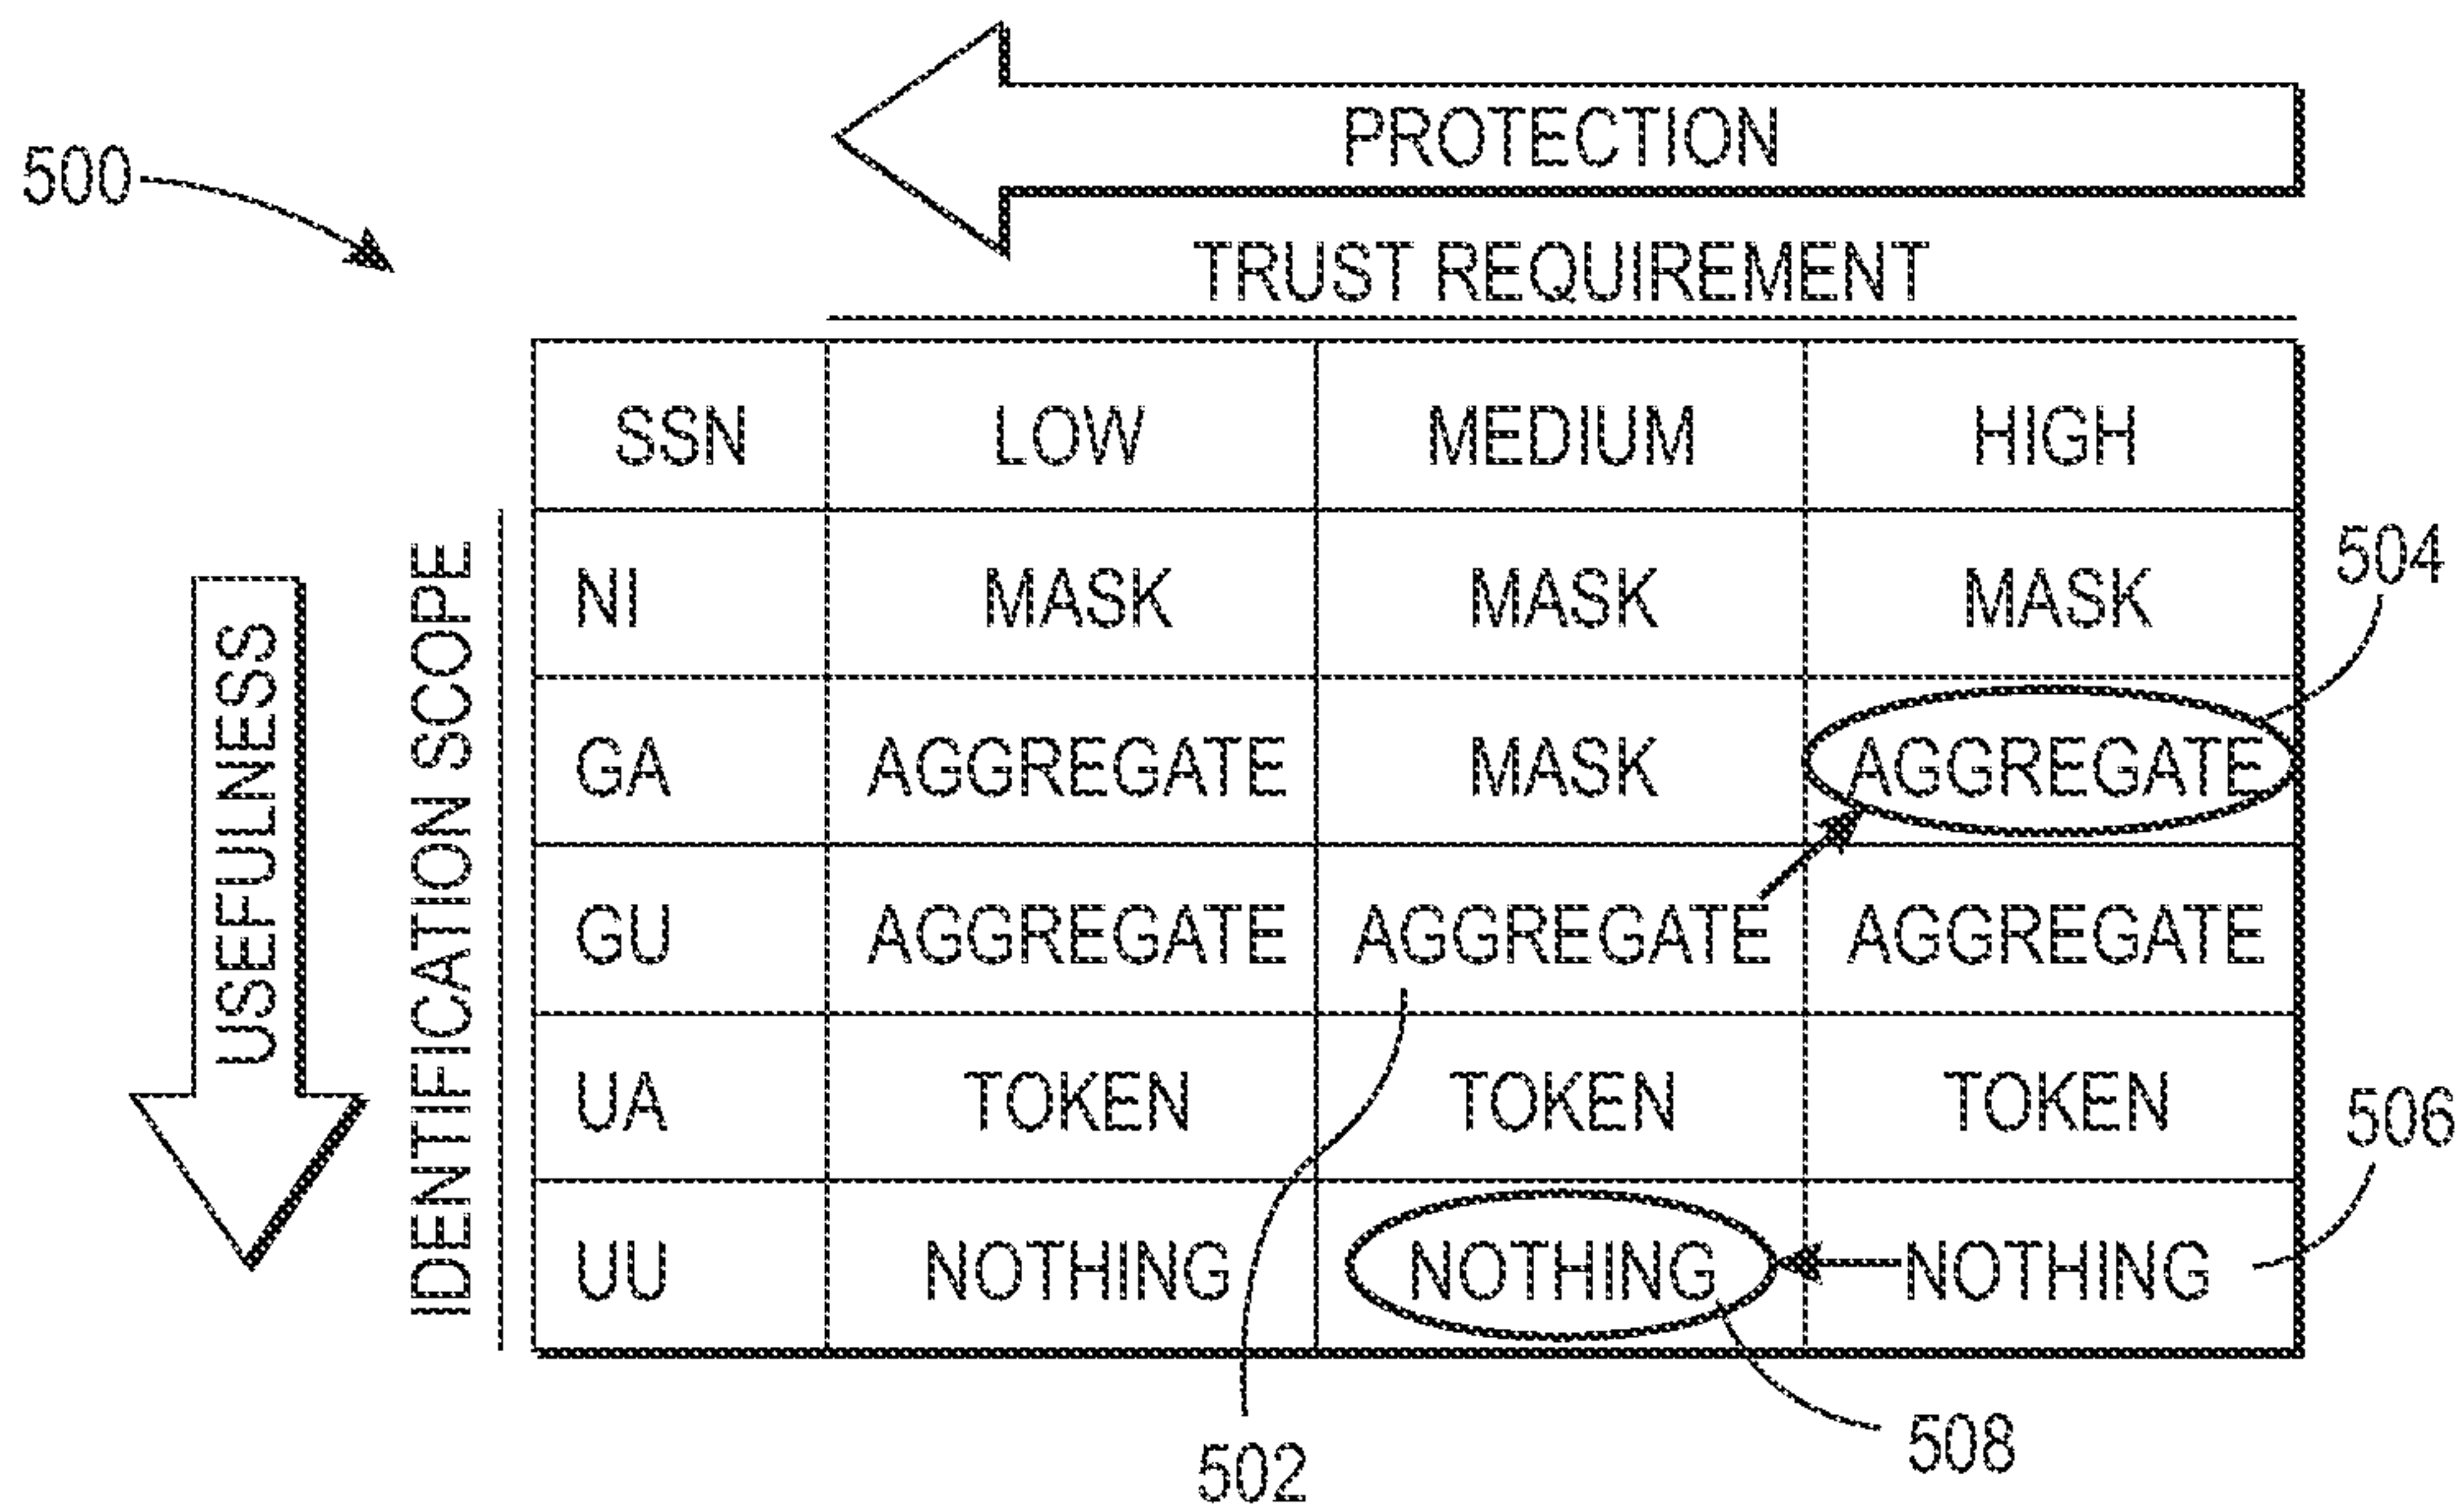 PROTECTION
500
TRUST REQUIREMENT
SSN LOW MEDIUM HIGH
NI MASK MASK MASK
504
GA AGGREGATE MASK AGGREGATE
GU AGGREGATE AGGREGATE AGGREGATE
UA TOKEN TOKEN TOKEN
506
UU NOTHING NOTHING NOTHING
USEFULNESS
IDENTIFICATION SCOPE
502
508